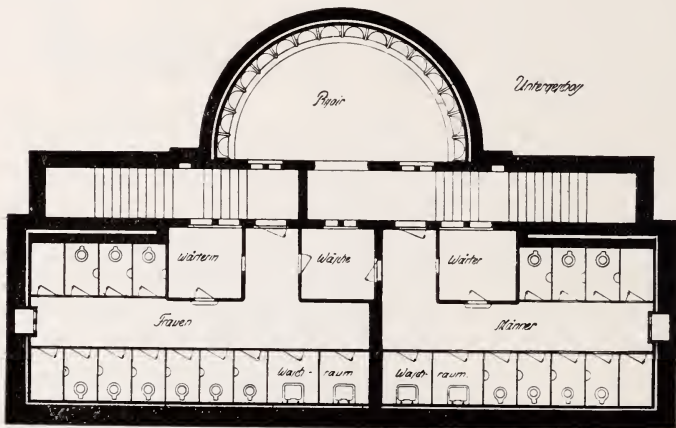 Untergeschoß
Pißoir
Wärterin
Wäsche
Wärter
Frauen
Männer
Wasch- raum
Wasch- raum.